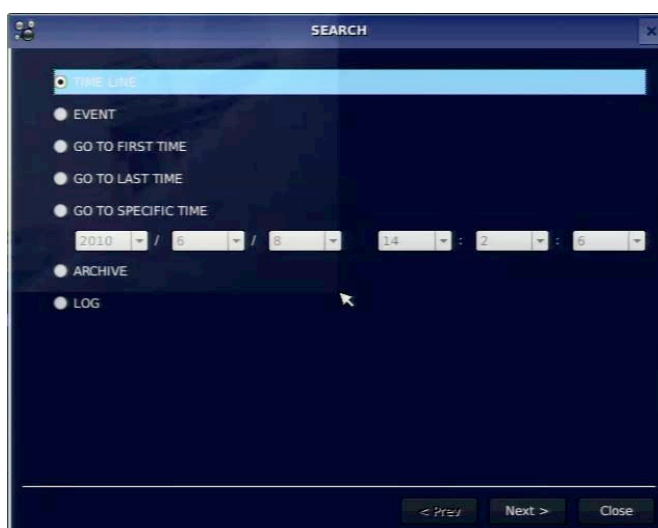 SEARCH
TIME LINE
EVENT
GO TO FIRST TIME
GO TO LAST TIME
GO TO SPECIFIC TIME
2010 / 6 / 8 14 : 2 : 6
ARCHIVE
LOG
< Prev Next > Close